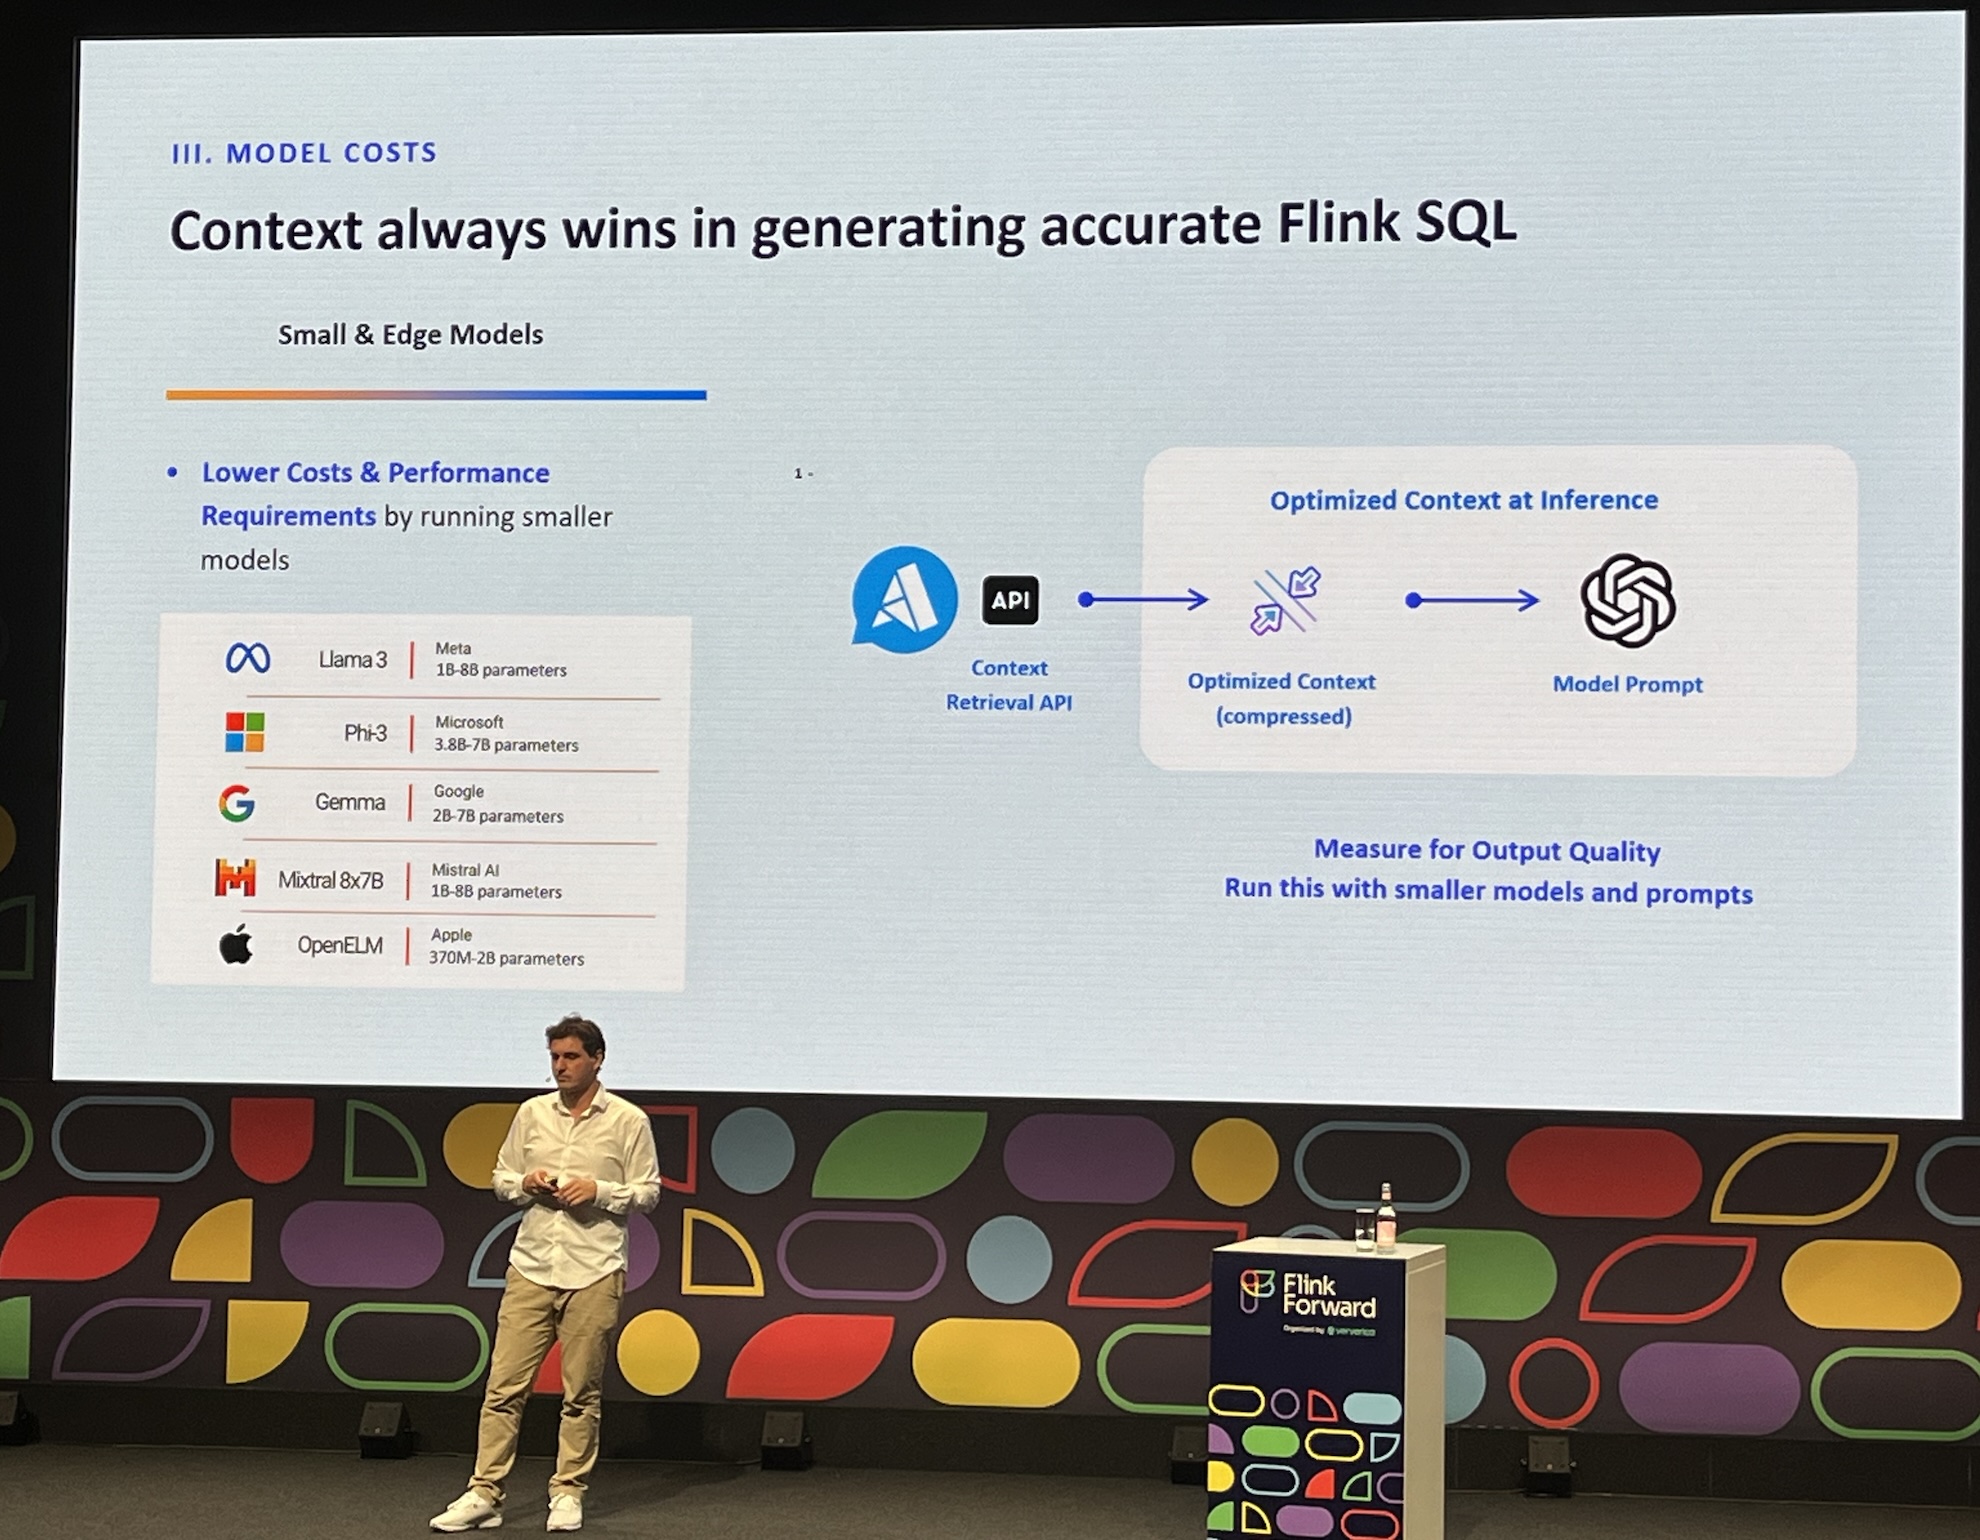 III. MODEL COSTS
Context always wins in generating accurate Flink SQL
Small & Edge Models
• Lower Costs & Performance
Requirements by running smaller
models
Llama 3
Meta
1B-8B parameters
Phi-3
Microsoft
3.8B-7B parameters
Gemma
Google
2B-7B parameters
Mixtral 8x7B
Mistral AI
1B-8B parameters
OpenELM
Apple
370M-2B parameters
1 -
API
Context
Retrieval API
Optimized Context at Inference
Optimized Context
(compressed)
Model Prompt
Measure for Output Quality
Run this with smaller models and prompts
Flink
Forward
Organized by ververica